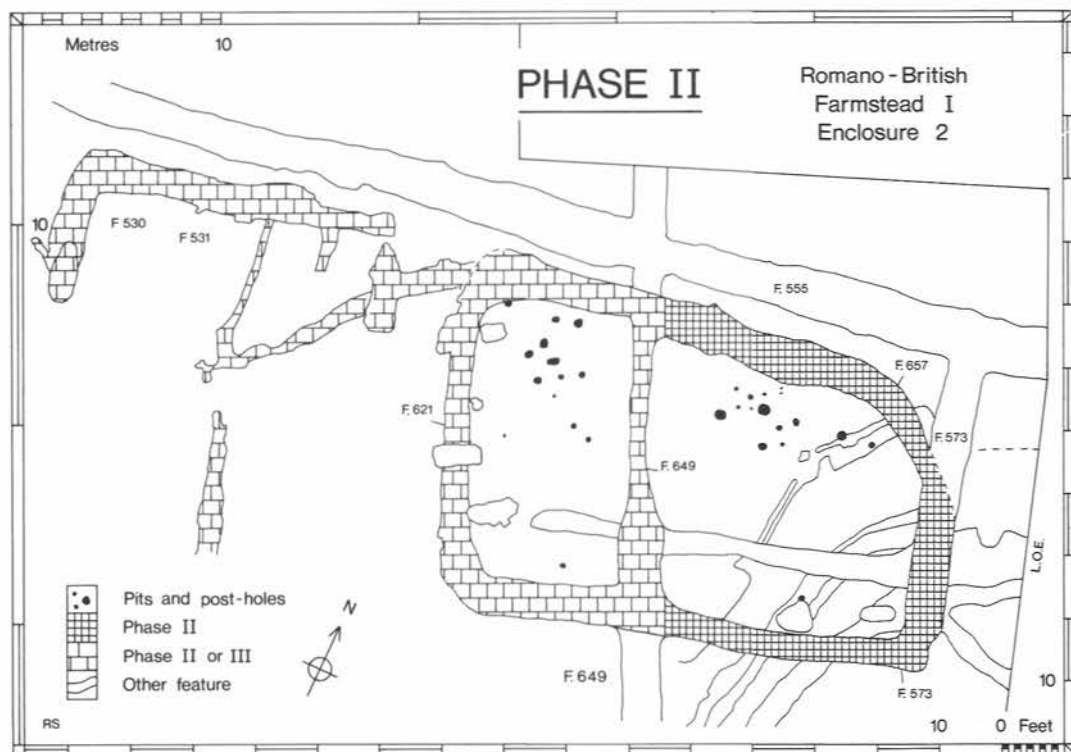 Metres 10
PHASE II
Romano - British
Farmstead I
Enclosure 2
10
F 530
F 531
F. 555
F. 657
F. 621
F. 573
F. 649
L.O.E.
Pits and post-holes
Phase II
Phase II or III
Other feature
N
F. 649
F. 573
10
RS
10 0 Feet